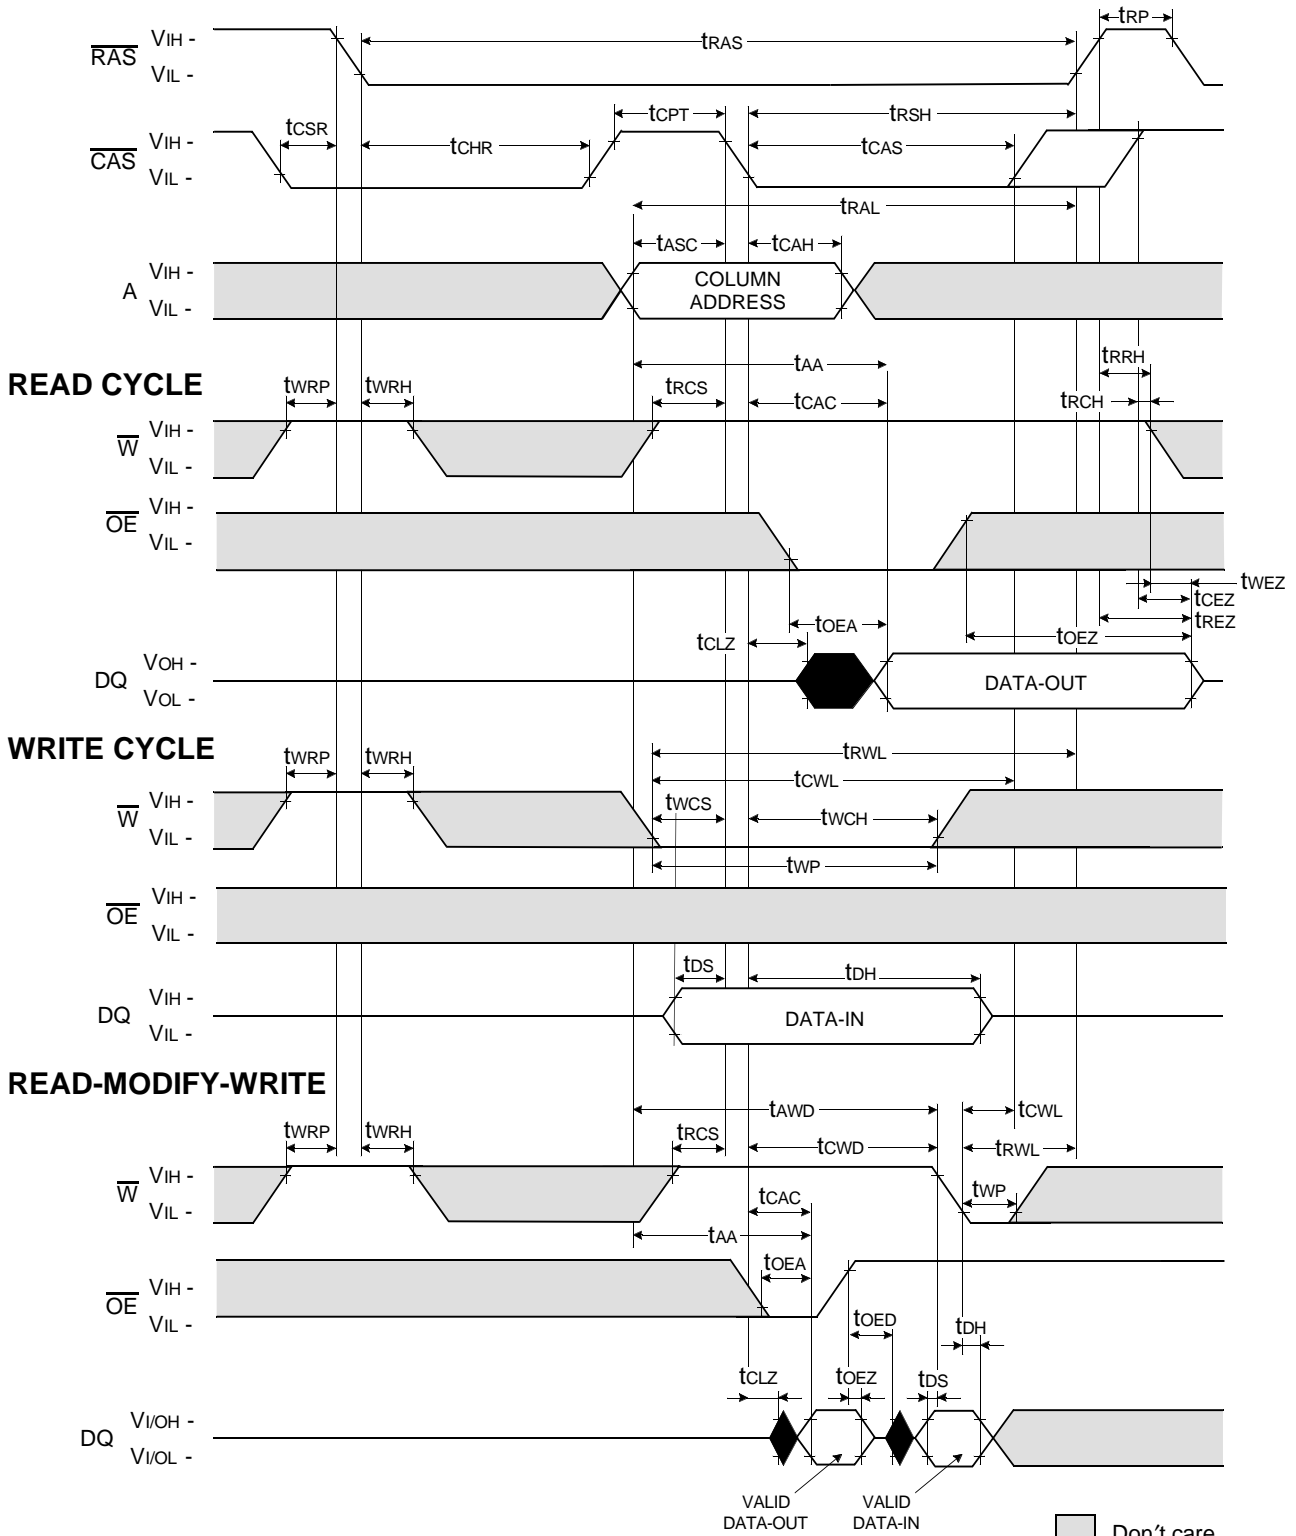 tRP
RAS
VIH -
VIL -
tRAS
tCPT
tRSH
tCSR
CAS
VIH -
VIL -
tCHR
tCAS
tRAL
tASC
tCAH
A
VIH -
VIL -
COLUMN
ADDRESS
tAA
tRRH
READ CYCLE
tWRP
tWRH
tRCS
tCAC
tRCH
W
VIH -
VIL -
OE
VIH -
VIL -
tWEZ
tCEZ
tREZ
tOEA
tOEZ
tCLZ
DQ
VOH -
VOL -
DATA-OUT
WRITE CYCLE
tWRP
tWRH
tRWL
tCWL
W
VIH -
VIL -
tWCS
tWCH
tWP
OE
VIH -
VIL -
tDS
tDH
DQ
VIH -
VIL -
DATA-IN
READ-MODIFY-WRITE
tAWD
tCWL
tWRP
tWRH
tRCS
tCWD
tRWL
W
VIH -
VIL -
tWP
tCAC
tAA
OE
VIH -
VIL -
tOEA
tOED
tDH
tCLZ
tOEZ
tDS
DQ
VI/OH -
VI/OL -
VALID
DATA-OUT
VALID
DATA-IN
Don't care